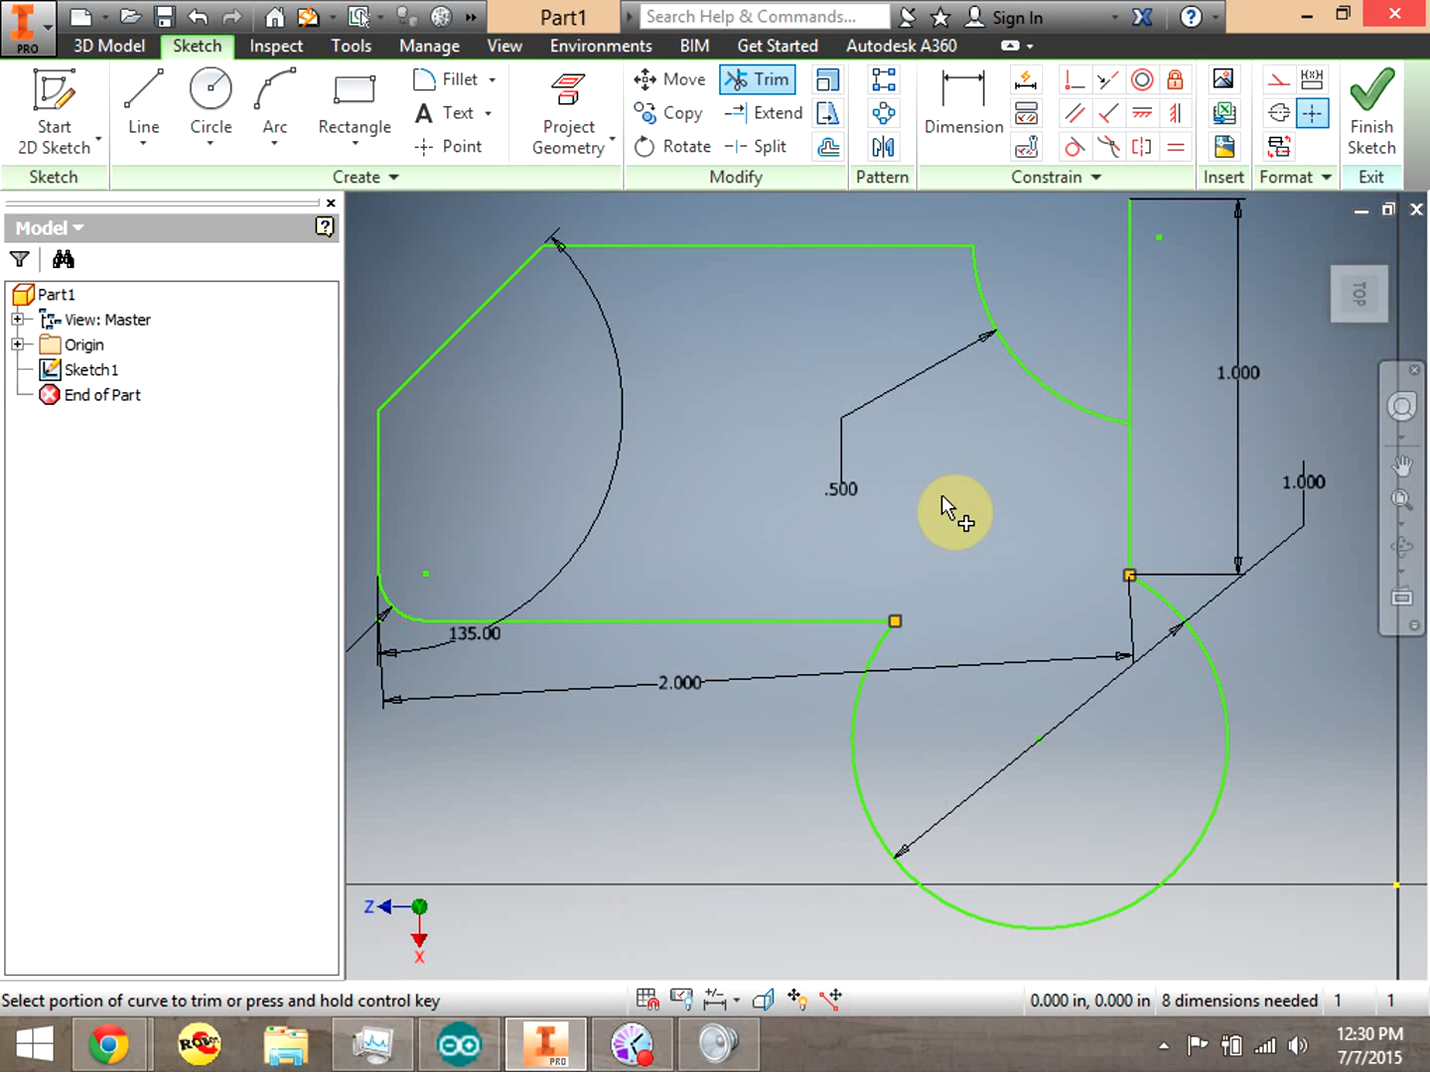 PRO
Part1
Search Help & Commands...
Sign In
3D Model
Sketch
Inspect
Tools
Manage
View
Environments
BIM
Get Started
Autodesk A360
Start
2D Sketch
Line
Circle
Arc
Rectangle
Fillet
Text
Point
Project
Geometry
Move
Copy
Rotate
Trim
Extend
Split
Dimension
Finish
Sketch
Sketch
Create
Modify
Pattern
Constrain
Insert
Format
Exit
Model
Part1
View: Master
Origin
Sketch1
End of Part
TOP
1.000
1.000
.500
135.00
2.000
Z
X
Select portion of curve to trim or press and hold control key
0.000 in, 0.000 in
8 dimensions needed
1
1
ROBOT
PRO
12:30 PM
7/7/2015